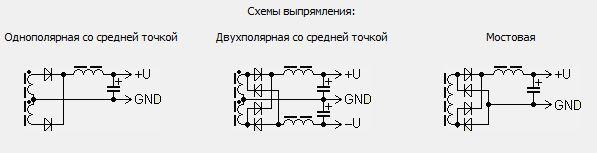 Схемы выпрямления:
Однополярная со средней точкой
Двухполярная со средней точкой
Мостовая
+U
GND
+
+U
GND
-U
+
+
+U
GND
+